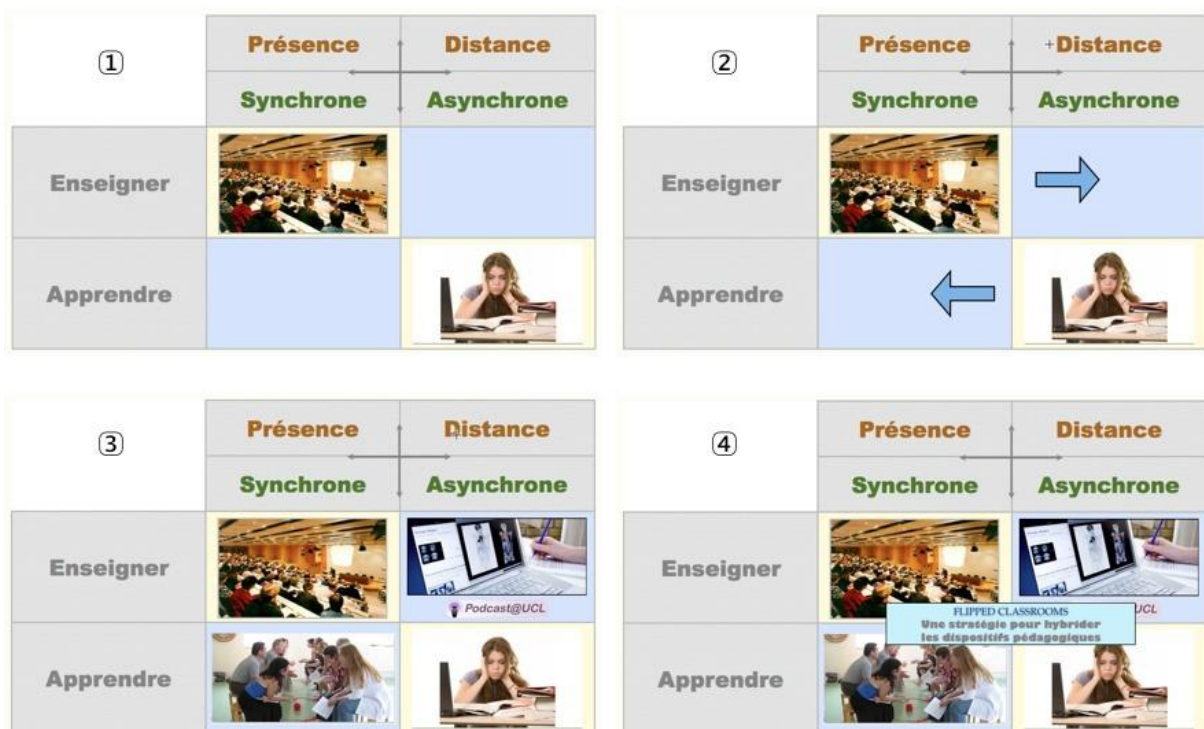 1
Présence Distance
Synchrone Asynchrone
Enseigner
Apprendre
2
Présence Distance
Synchrone Asynchrone
Enseigner
Apprendre
3
Présence Distance
Synchrone Asynchrone
Enseigner
Podcast@UCL
Apprendre
4
Présence Distance
Synchrone Asynchrone
Enseigner
UCL
FLIPPED CLASSROOMS
Une stratégie pour hybrider
les dispositifs pédagogiques
Apprendre